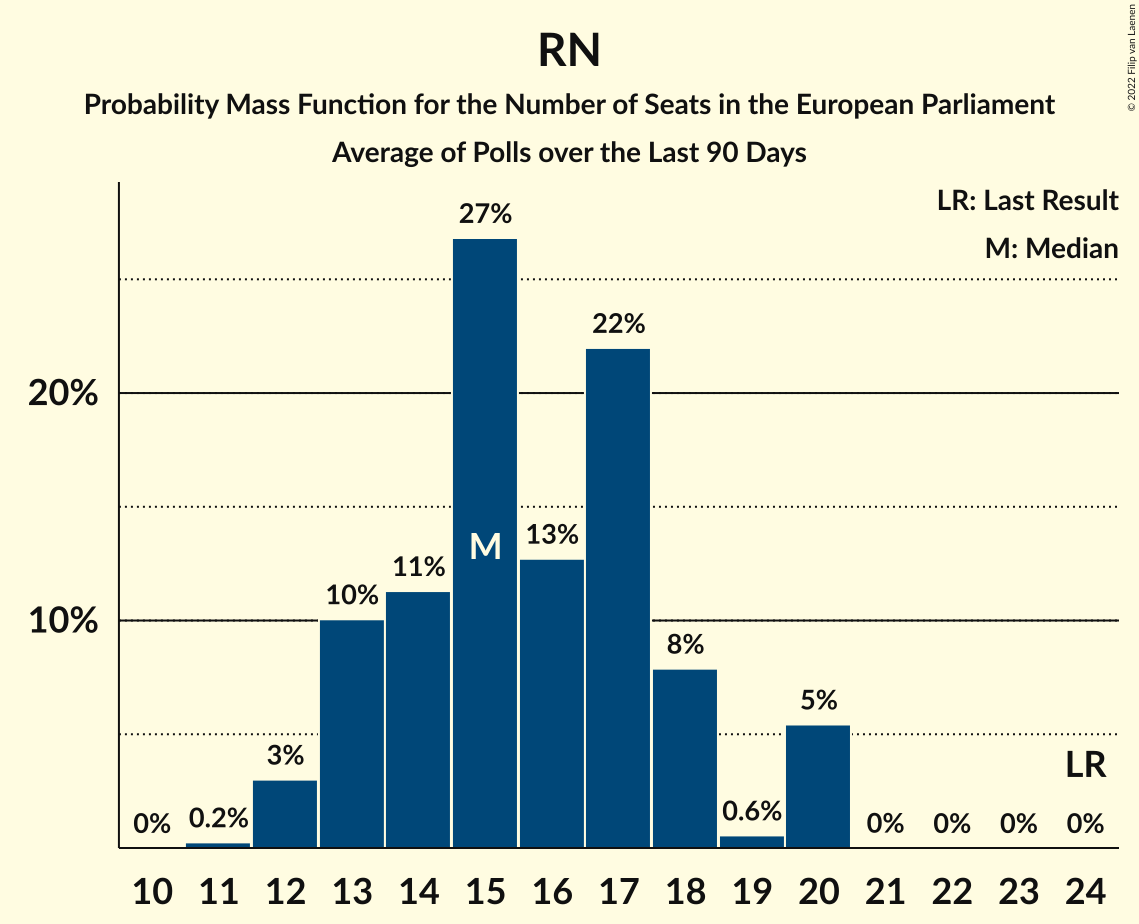 © 2022 Filip van Laenen
RN
Probability Mass Function for the Number of Seats in the European Parliament
Average of Polls over the Last 90 Days
LR: Last Result
M: Median
27%
22%
20%
13%
M
11%
10%
10%
8%
5%
3%
LR
0%
0.2%
0.6%
0%
0%
0%
0%
10 11 12 13 14 15 16 17 18 19 20 21 22 23 24